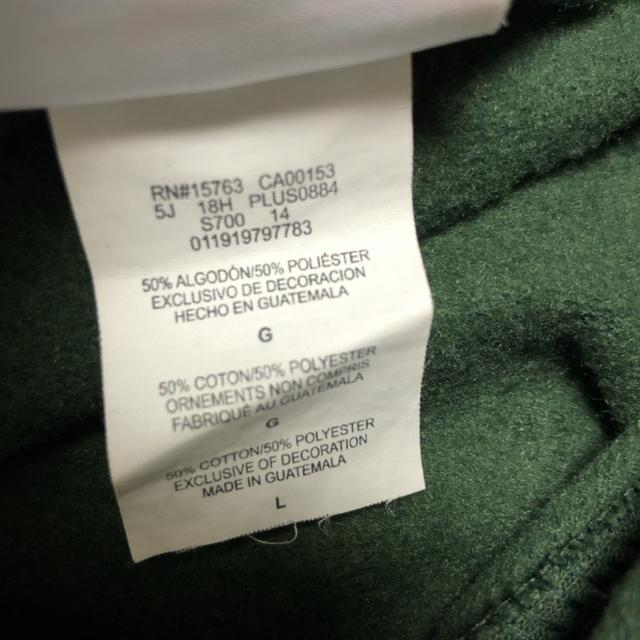 RN#15763 CA00153
5J 18H PLUS0884
S700 14
011919797783
50% ALGODÓN/50% POLIÉSTER
EXCLUSIVO DE DECORACION
HECHO EN GUATEMALA
G
50% COTON/50% POLYESTER
ORNEMENTS NON COMPRIS
FABRIQUÉ AU GUATEMALA
G
50% COTTON/50% POLYESTER
EXCLUSIVE OF DECORATION
MADE IN GUATEMALA
L